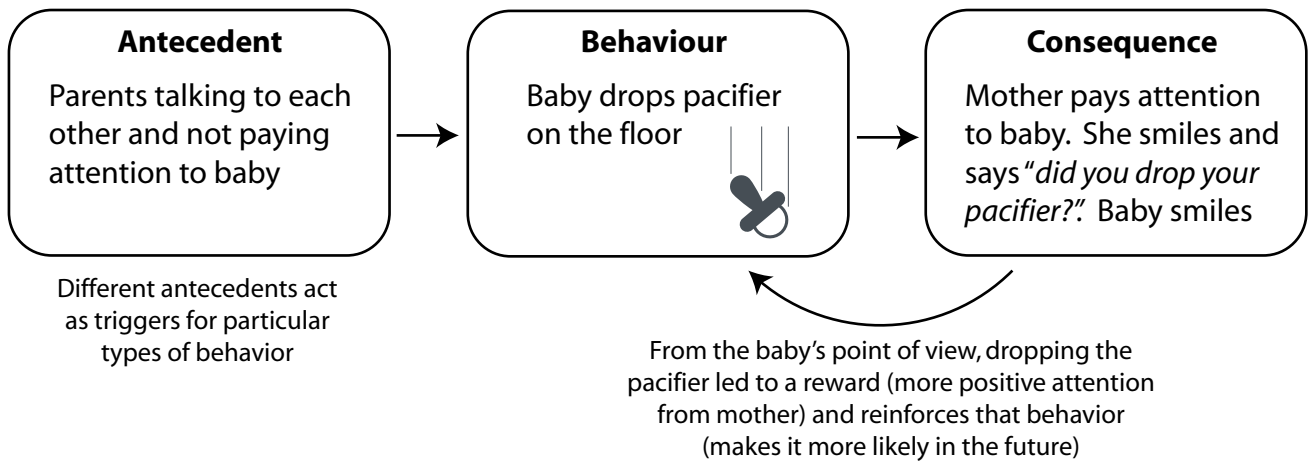 Antecedent
Parents talking to each
other and not paying
attention to baby
Different antecedents act
as triggers for particular
types of behavior
Behaviour
Baby drops pacifier
on the floor
Consequence
Mother pays attention
to baby. She smiles and
says "did you drop your
pacifier?". Baby smiles
From the baby's point of view, dropping the
pacifier led to a reward (more positive attention
from mother) and reinforces that behavior
(makes it more likely in the future)